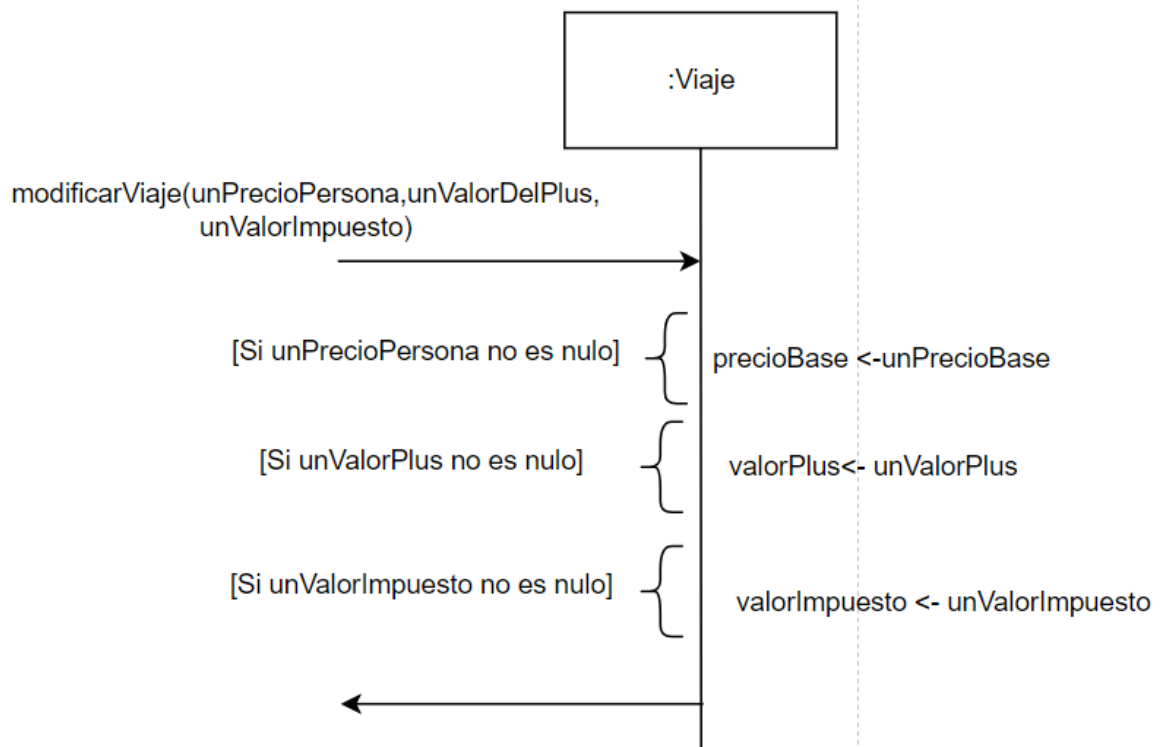 :Viaje
modificarViaje(unPrecioPersona,unValorDelPlus,
unValorImpuesto)
[Si unPrecioPersona no es nulo]
precioBase <-unPrecioBase
[Si unValorPlus no es nulo]
valorPlus<- unValorPlus
[Si unValorImpuesto no es nulo]
valorImpuesto <- unValorImpuesto